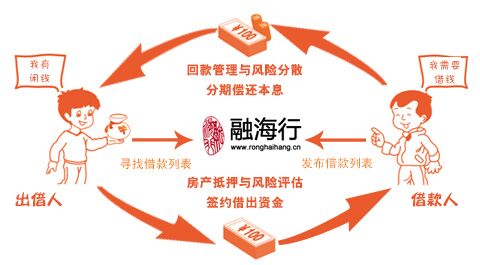 ¥100
我有
闲钱
回款管理与风险分散
分期偿还本息
我需要
借钱
融海行
www.ronghaihang.cn
寻找借款列表
发布借款列表
出借人
房产抵押与风险评估
签约借出资金
借款人
¥100